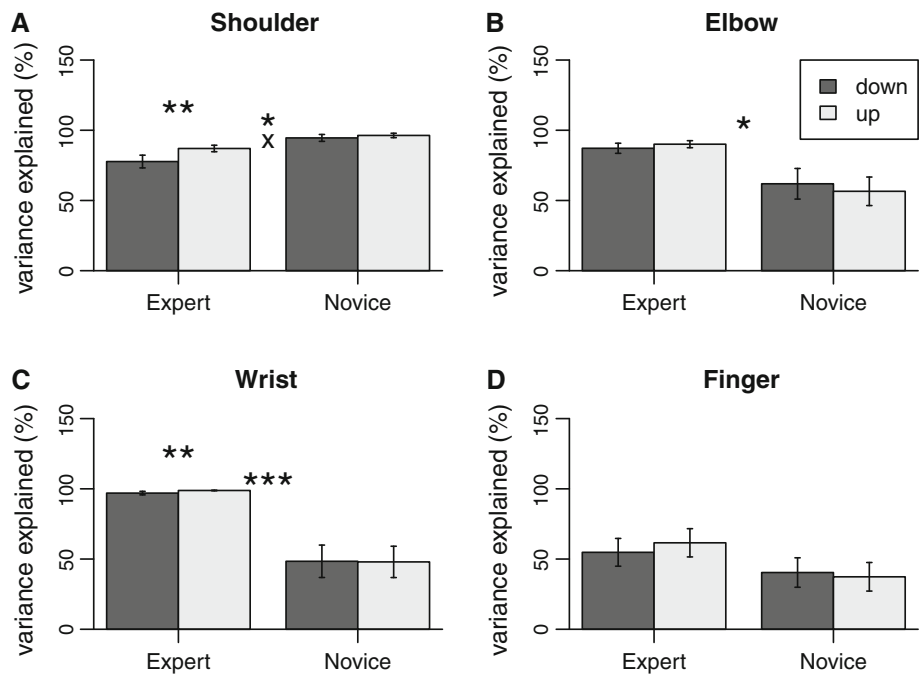 A Shoulder
variance explained (%)
150
100
50
0
**
*
x
Expert Novice
B Elbow
variance explained (%)
150
100
50
0
*
down
up
Expert Novice
C Wrist
variance explained (%)
150
100
50
0
**
***
Expert Novice
D Finger
variance explained (%)
150
100
50
0
Expert Novice